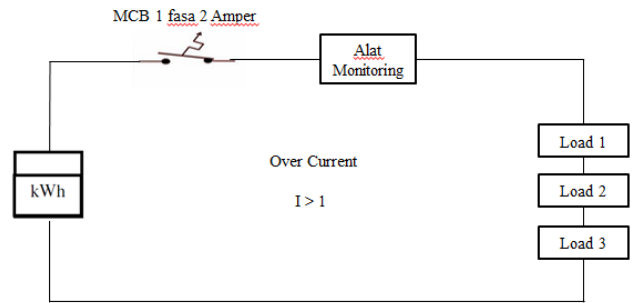 MCB 1 fasa 2 Amper
Alat
Monitoring
Load 1
Over Current
kWh
Load 2
I > 1
Load 3